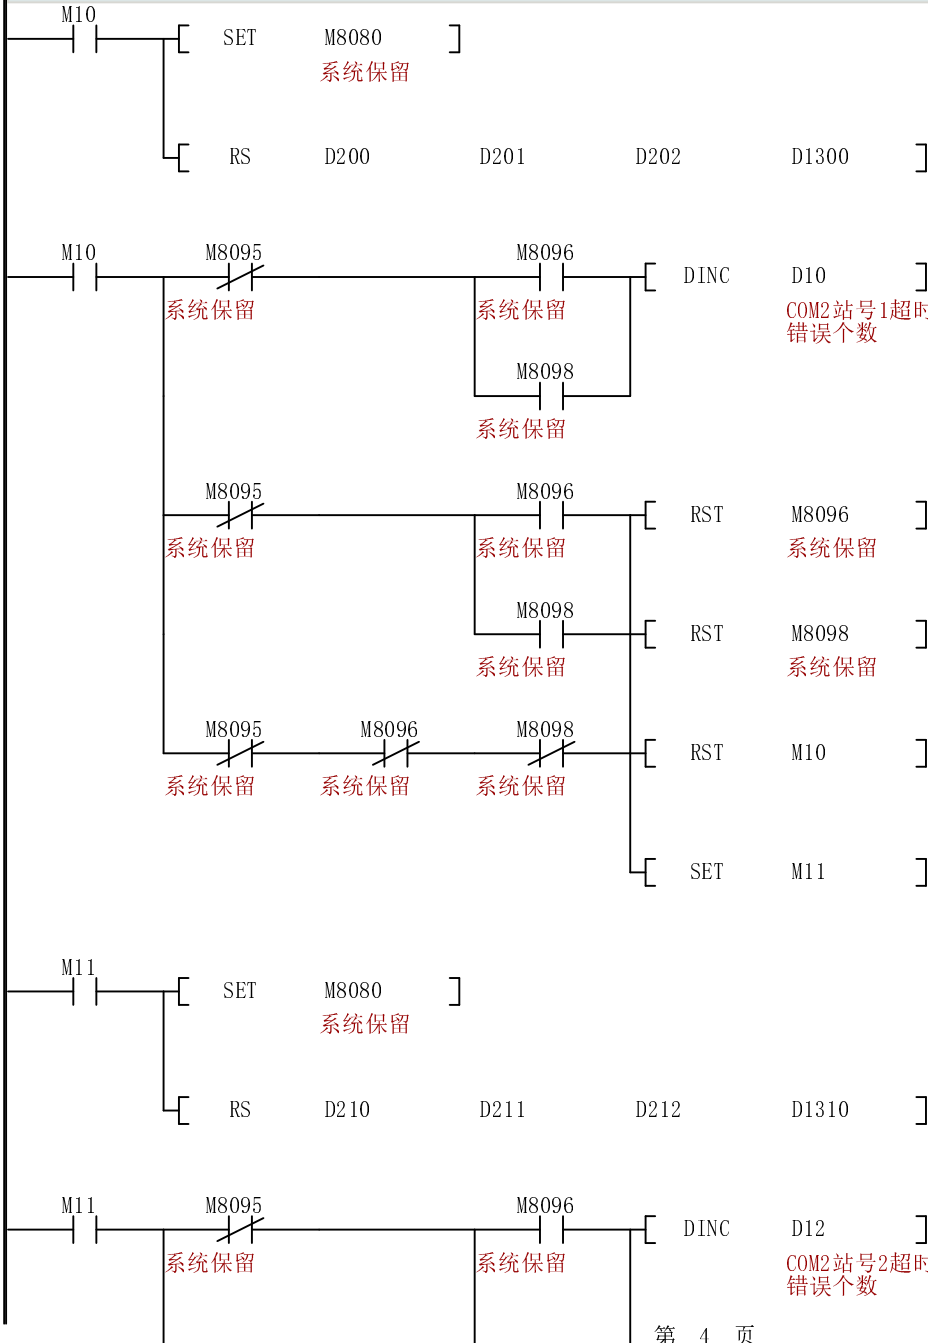 M10
SET M8080
系统保留
RS D200 D201 D202 D1300
M10 M8095 M8096
DINC D10
系统保留 系统保留 COM2站号1超时
错误个数
M8098
系统保留
M8095 M8096
RST M8096
系统保留 系统保留 系统保留
M8098
RST M8098
系统保留 系统保留
M8095 M8096 M8098
RST M10
系统保留 系统保留 系统保留
SET M11
M11
SET M8080
系统保留
RS D210 D211 D212 D1310
M11 M8095 M8096
DINC D12
系统保留 系统保留 COM2站号2超时
错误个数
第 4 页